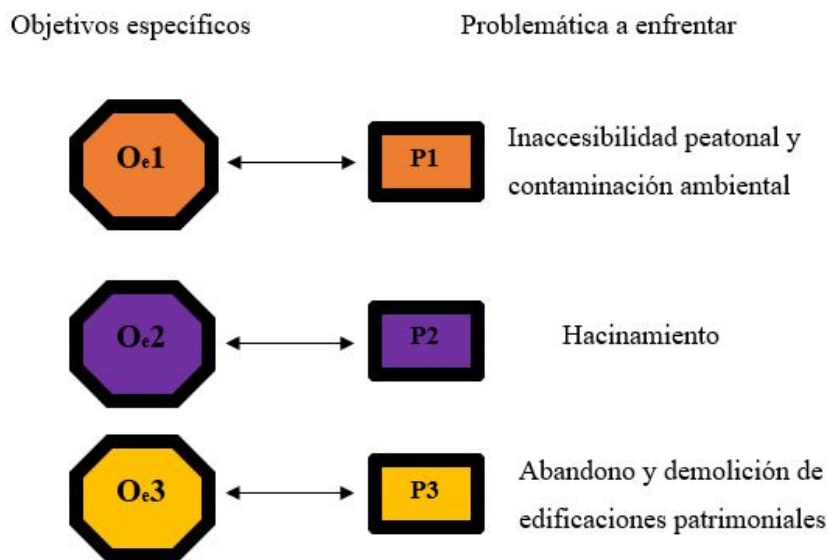 Objetivos específicos
Problemática a enfrentar
Oe1
P1
Inaccesibilidad peatonal y
contaminación ambiental
Oe2
P2
Hacinamiento
Oe3
P3
Abandono y demolición de
edificaciones patrimoniales